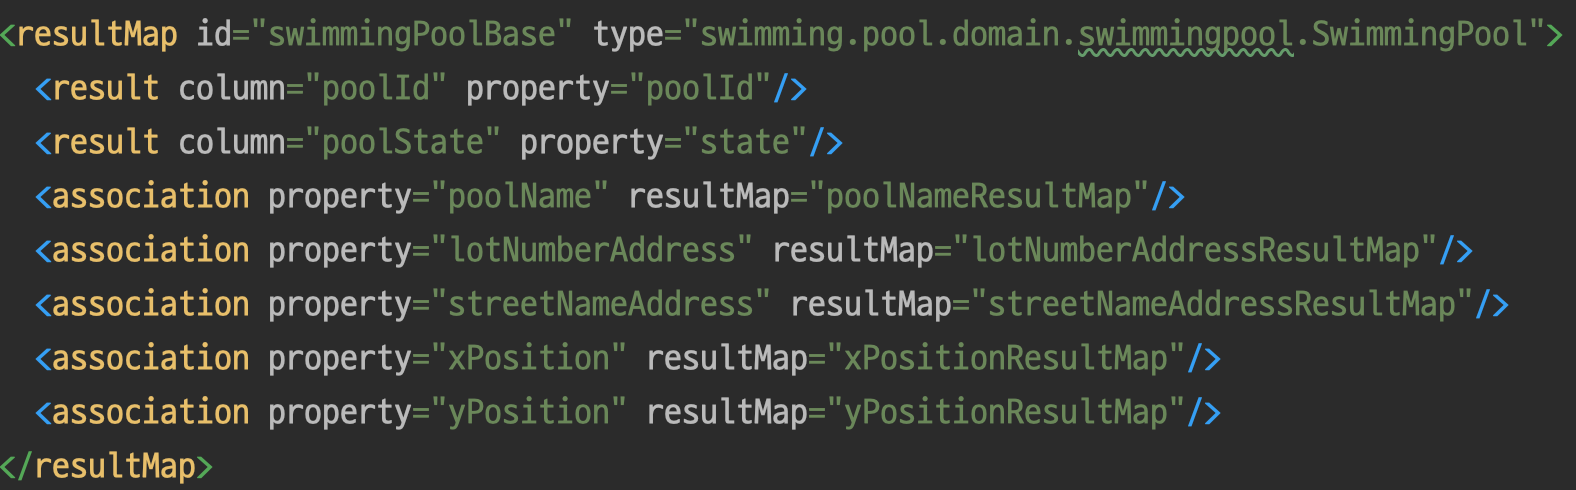 <resultMap id="swimmingPoolBase" type="swimming.pool.domain.swimmingpool.SwimmingPool">
<result column="poolId" property="poolId"/>
<result column="poolState" property="state"/>
<association property="poolName" resultMap="poolNameResultMap"/>
<association property="lotNumberAddress" resultMap="lotNumberAddressResultMap"/>
<association property="streetNameAddress" resultMap="streetNameAddressResultMap"/>
<association property="xPosition" resultMap="xPositionResultMap"/>
<association property="yPosition" resultMap="yPositionResultMap"/>
</resultMap>